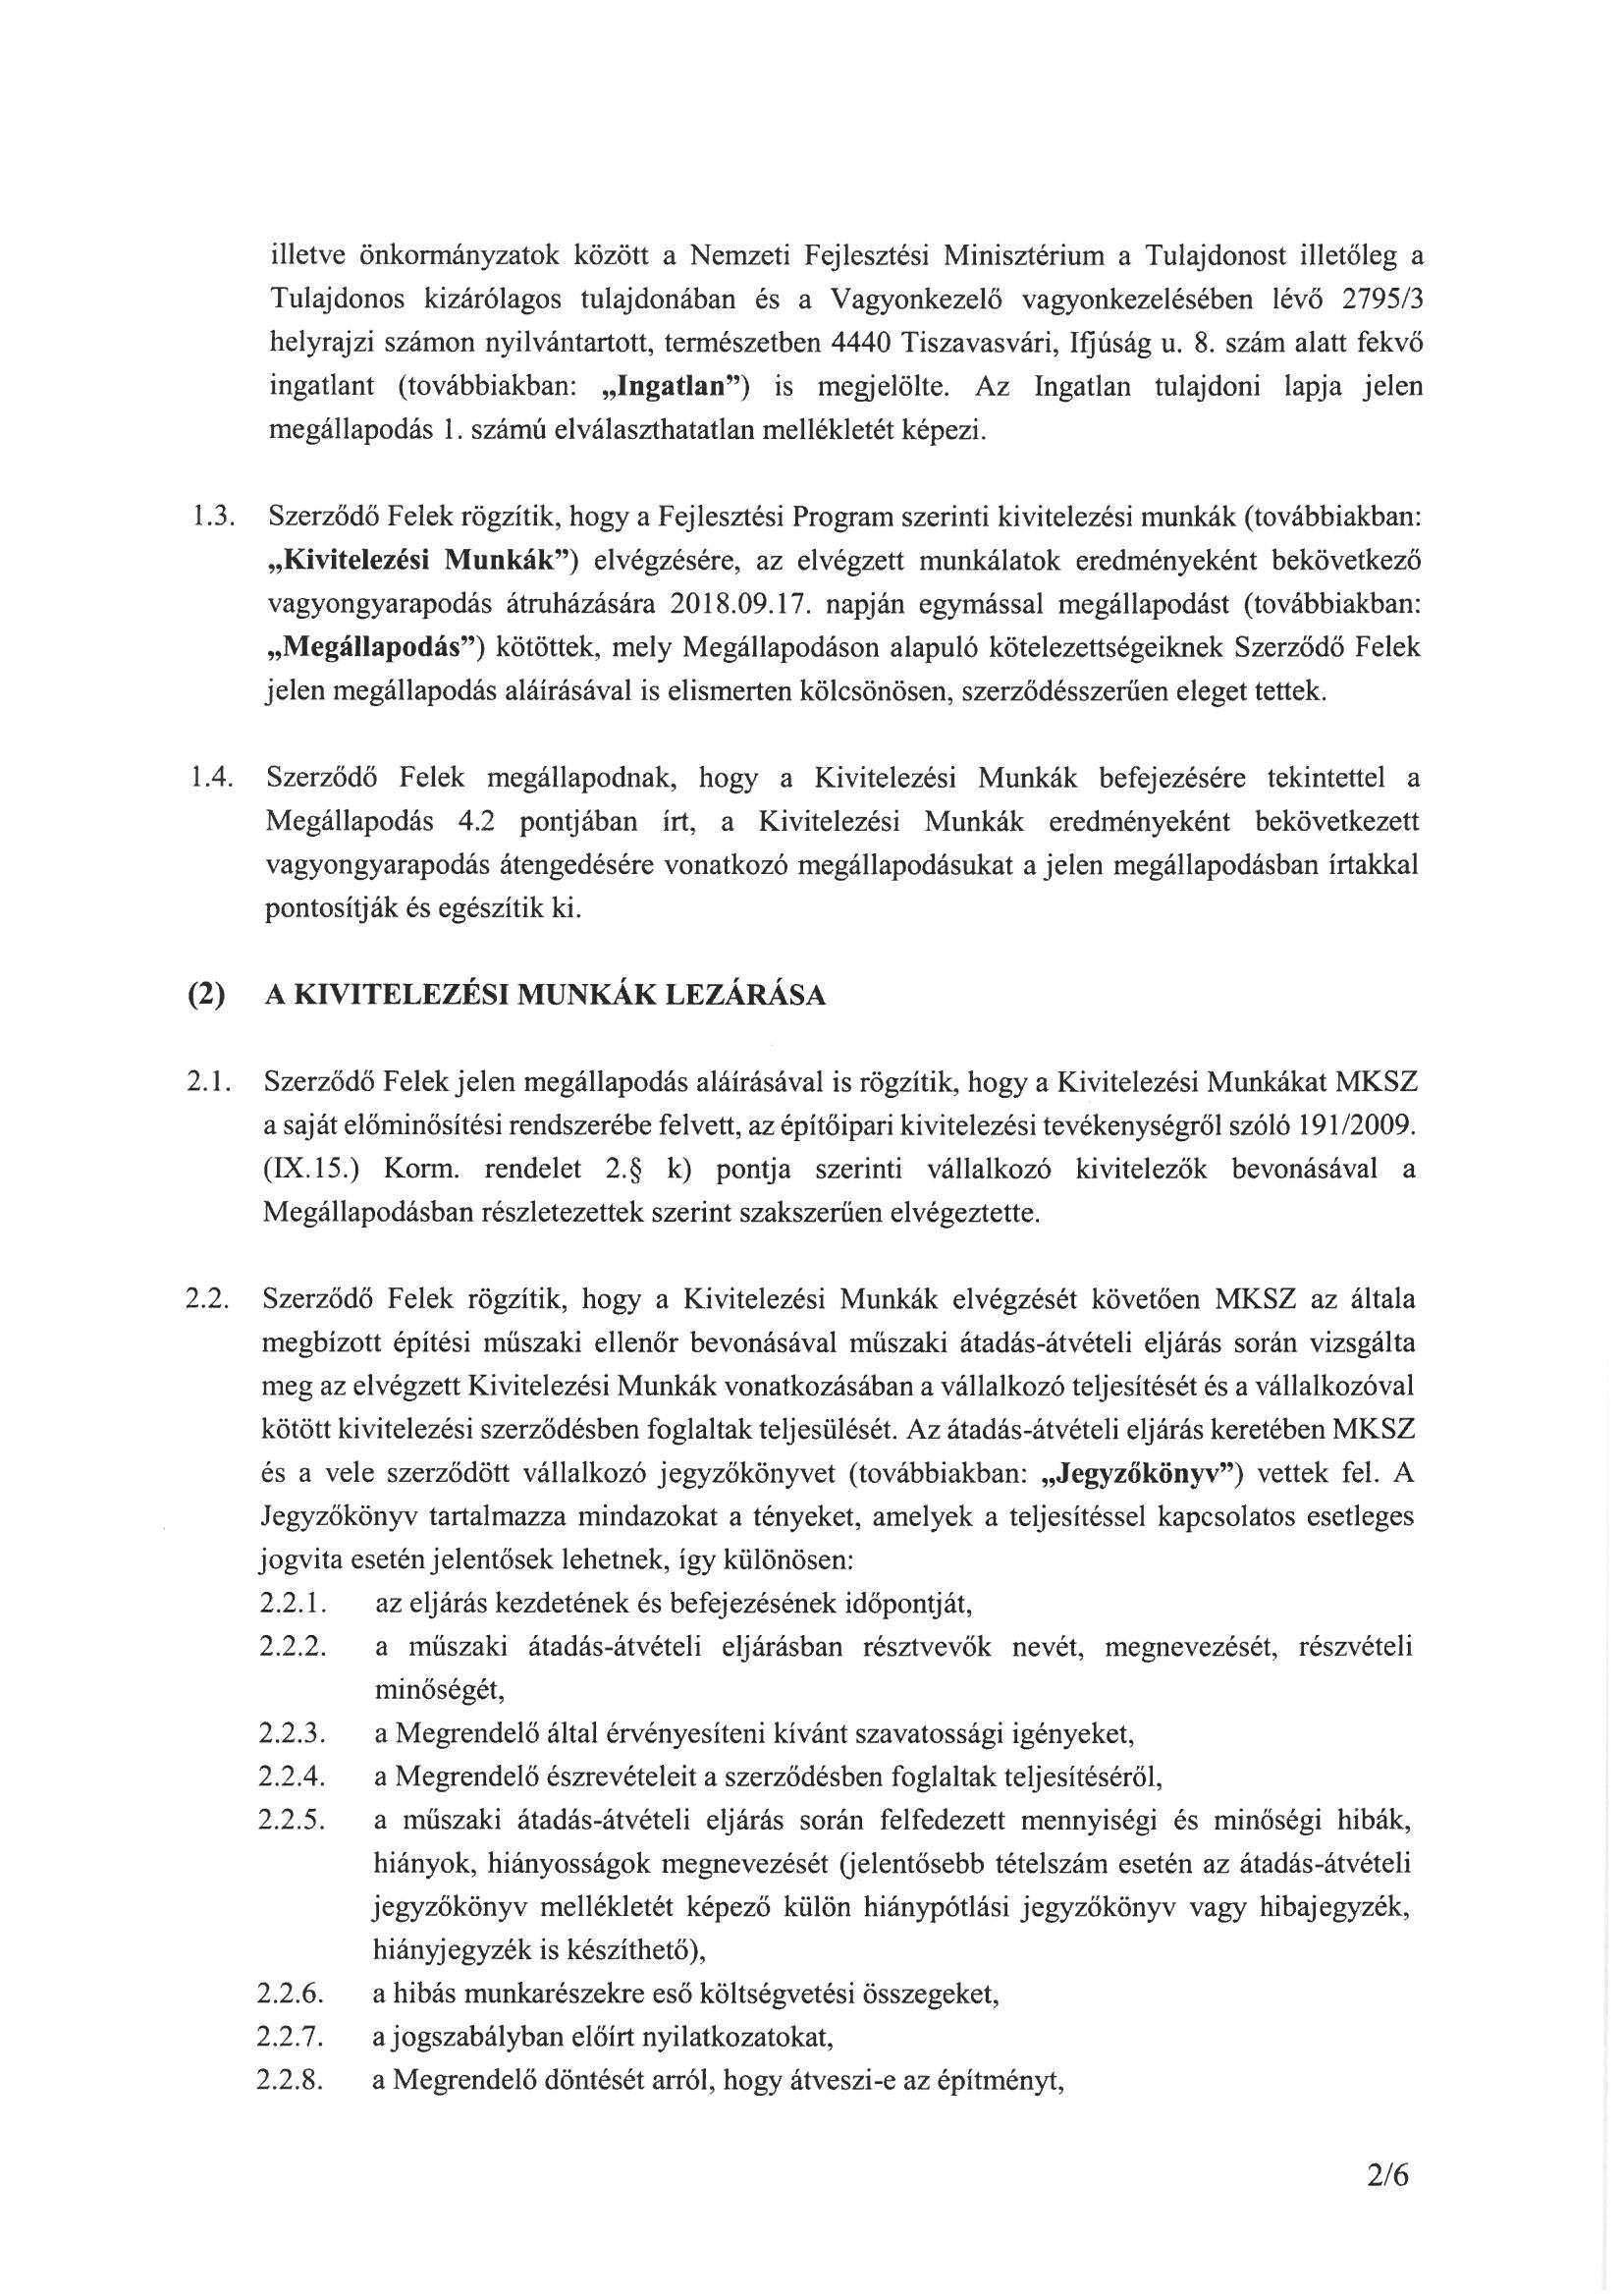 illetve önkormányzatok között a Nemzeti Fejlesztési Minisztérium a Tulajdonost illetőleg a
Tulajdonos kizárólagos tulajdonában és a Vagyonkezelő vagyonkezelésében lévő 2795/3
helyrajzi számon nyilvántartott, természetben 4440 Tiszavasvári, Ifjúság u. 8. szám alatt fekvő
ingatlant (továbbiakban: „Ingatlan”) is megjelölte. Az Ingatlan tulajdoni lapja jelen
megállapodás 1. számú elválaszthatatlan mellékletét képezi.
1.3. Szerződő Felek rögzítik, hogy a Fejlesztési Program szerinti kivitelezési munkák (továbbiakban:
„Kivitelezési Munkák”) elvégzésére, az elvégzett munkálatok eredményeként bekövetkező
vagyongyarapodás átruházására 2018.09.17. napján egymással megállapodást (továbbiakban:
„Megállapodás”) kötöttek, mely Megállapodáson alapuló kötelezettségeiknek Szerződő Felek
jelen megállapodás aláírásával is elismerten kölcsönösen, szerződésszerűen eleget tettek.
1.4. Szerződő Felek megállapodnak, hogy a Kivitelezési Munkák befejezésére tekintettel a
Megállapodás 4.2 pontjában írt, a Kivitelezési Munkák eredményeként bekövetkezett
vagyongyarapodás átengedésére vonatkozó megállapodásukat a jelen megállapodásban írtakkal
pontosítják és egészítik ki.
(2) A KIVITELEZÉSI MUNKÁK LEZÁRÁSA
2.1. Szerződő Felek jelen megállapodás aláírásával is rögzítik, hogy a Kivitelezési Munkákat MKSZ
a saját előminősítési rendszerébe felvett, az építőipari kivitelezési tevékenységről szóló 191/2009.
(IX.15.) Korm. rendelet 2.§ k) pontja szerinti vállalkozó kivitelezők bevonásával a
Megállapodásban részletezettek szerint szakszerűen elvégeztette.
2.2. Szerződő Felek rögzítik, hogy a Kivitelezési Munkák elvégzését követően MKSZ az általa
megbízott építési műszaki ellenőr bevonásával műszaki átadás-átvételi eljárás során vizsgálta
meg az elvégzett Kivitelezési Munkák vonatkozásában a vállalkozó teljesítését és a vállalkozóval
kötött kivitelezési szerződésben foglaltak teljesülését. Az átadás-átvételi eljárás keretében MKSZ
és a vele szerződött vállalkozó jegyzőkönyvet (továbbiakban: „Jegyzőkönyv”) vettek fel. A
Jegyzőkönyv tartalmazza mindazokat a tényeket, amelyek a teljesítéssel kapcsolatos esetleges
jogvita esetén jelentősek lehetnek, így különösen:
2.2.1. az eljárás kezdetének és befejezésének időpontját,
2.2.2. a műszaki átadás-átvételi eljárásban résztvevők nevét, megnevezését, részvételi
minőségét,
2.2.3. a Megrendelő által érvényesíteni kívánt szavatossági igényeket,
2.2.4. a Megrendelő észrevételeit a szerződésben foglaltak teljesítéséről,
2.2.5. a műszaki átadás-átvételi eljárás során felfedezett mennyiségi és minőségi hibák,
hiányok, hiányosságok megnevezését (jelentősebb tételszám esetén az átadás-átvételi
jegyzőkönyv mellékletét képező külön hiánypótlási jegyzőkönyv vagy hibajegyzék,
hiányjegyzék is készíthető),
2.2.6. a hibás munkarészekre eső költségvetési összegeket,
2.2.7. a jogszabályban előírt nyilatkozatokat,
2.2.8. a Megrendelő döntését arról, hogy átveszi-e az építményt,
2/6